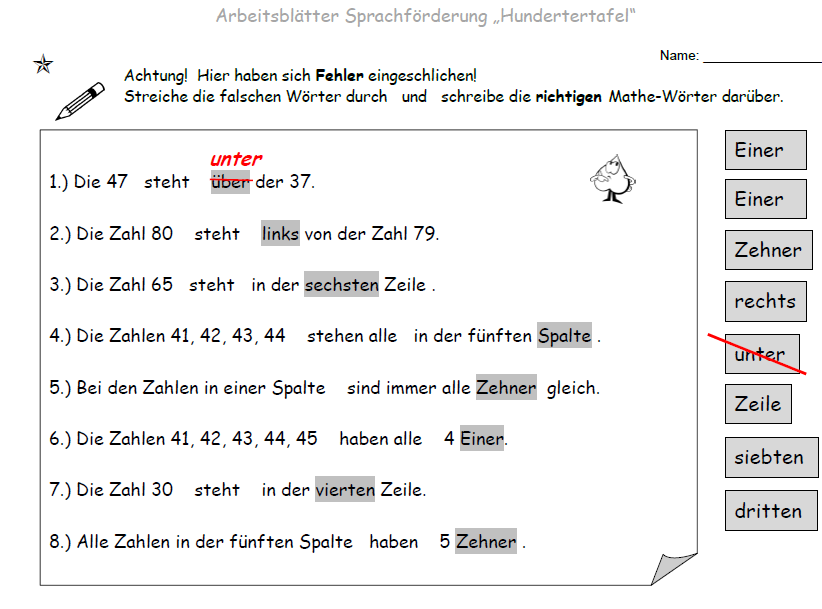 Arbeitsblätter Sprachförderung „Hundertertafel“
Name: _______________
Achtung! Hier haben sich Fehler eingeschlichen!
Streiche die falschen Wörter durch und schreibe die richtigen Mathe-Wörter darüber.
unter
1.) Die 47 steht über der 37.
2.) Die Zahl 80 steht links von der Zahl 79.
3.) Die Zahl 65 steht in der sechsten Zeile .
4.) Die Zahlen 41, 42, 43, 44 stehen alle in der fünften Spalte .
5.) Bei den Zahlen in einer Spalte sind immer alle Zehner gleich.
6.) Die Zahlen 41, 42, 43, 44, 45 haben alle 4 Einer.
7.) Die Zahl 30 steht in der vierten Zeile.
8.) Alle Zahlen in der fünften Spalte haben 5 Zehner .
Einer
Einer
Zehner
rechts
unter
Zeile
siebten
dritten